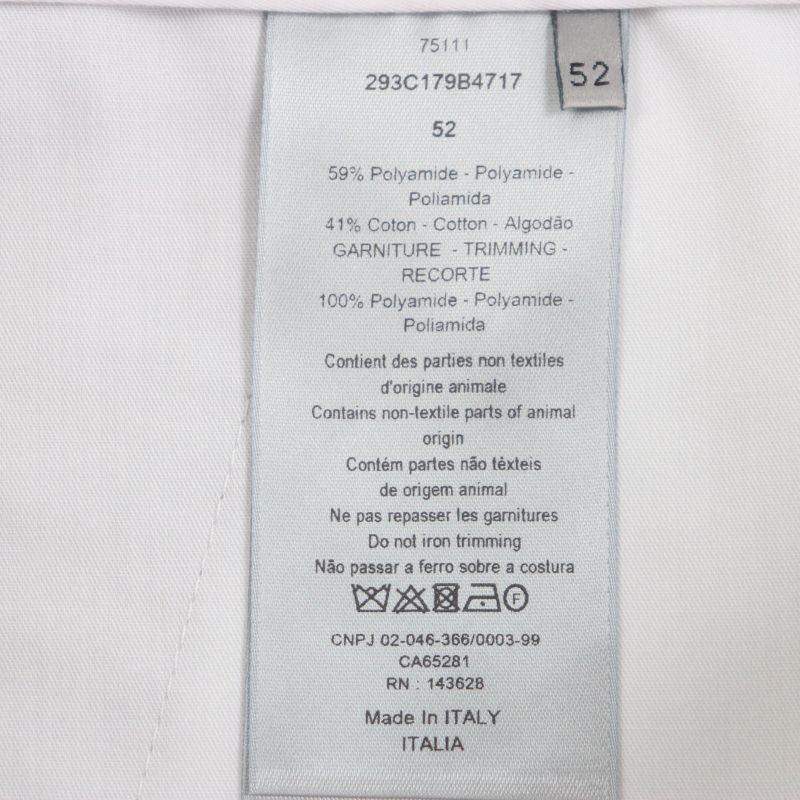 75111
293C179B4717
52
52
59% Polyamide - Polyamide -
Poliamida
41% Coton - Cotton - Algodão
GARNITURE - TRIMMING -
RECORTE
100% Polyamide - Polyamide -
Poliamida
Contient des parties non textiles
d'origine animale
Contains non-textile parts of animal
origin
Contém partes não têxteis
de origem animal
Ne pas repasser les garnitures
Do not iron trimming
Não passar a ferro sobre a costura
F
CNPJ 02-046-366/0003-99
CA65281
RN : 143628
Made In ITALY
ITALIA